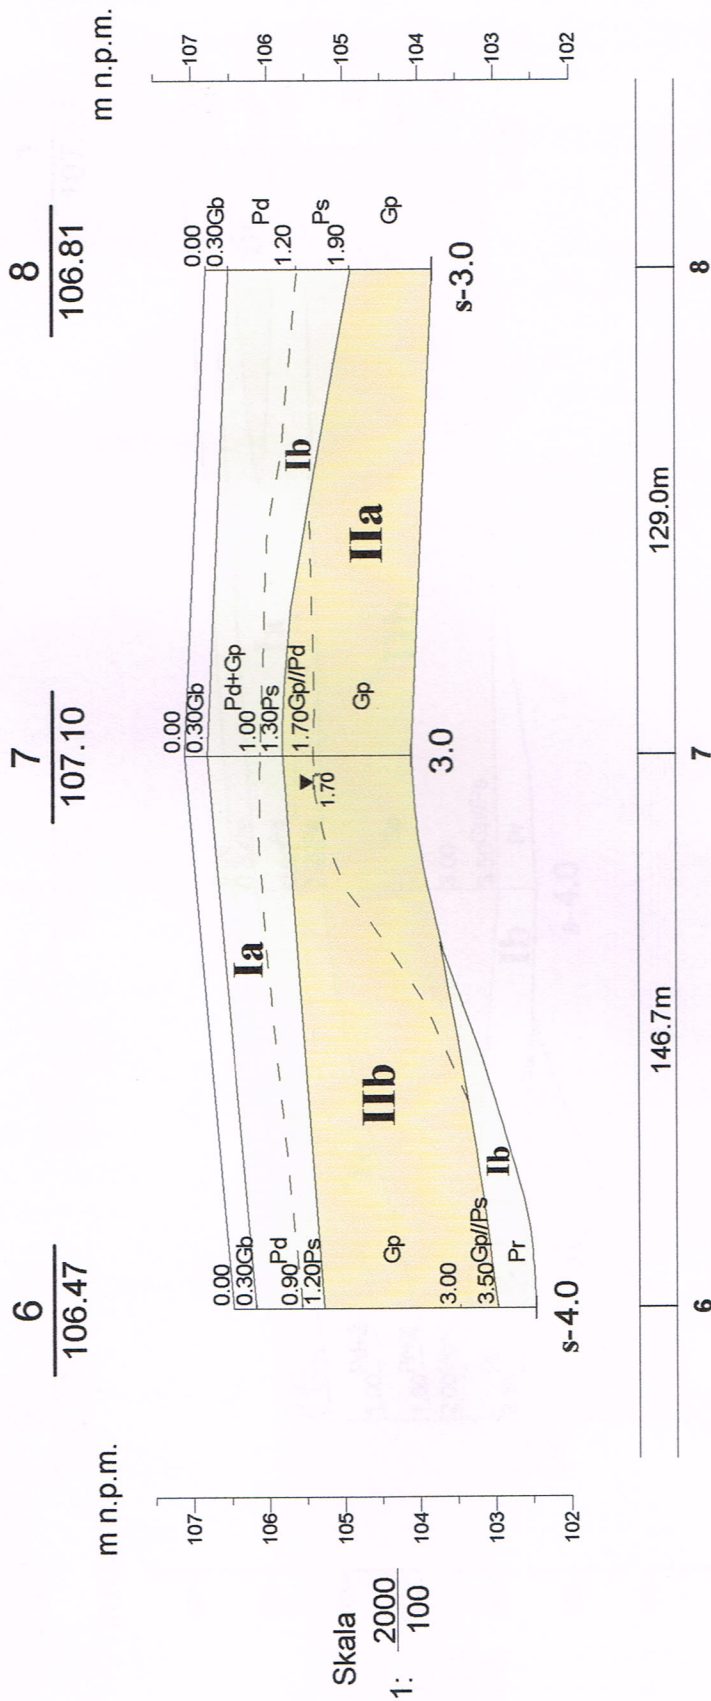 6
106.47
7
107.10
8
106.81
m n.p.m.
m n.p.m.
107
106
105
104
103
102
Skala
1: 2000
100
0.00
0.30Gb
Pd
0.90
1.20Ps
Gp
3.00
3.50Gp//Ps
Pr
s-4.0
Ia
IIb
Ib
0.00
0.30Gb
Pd+Gp
1.00
1.30Ps
1.70Gp//Pd
1.70
Gp
3.0
Ib
IIa
0.00
0.30Gb
Pd
1.20
Ps
1.90
Gp
s-3.0
107
106
105
104
103
102
146.7m
129.0m
6
7
8